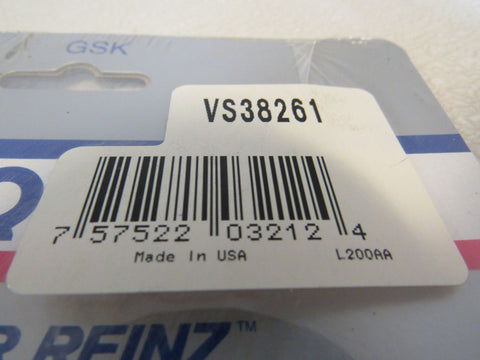 GSK
VS38261
7 57522 03212 4
Made In USA L200AA
R REINZ™